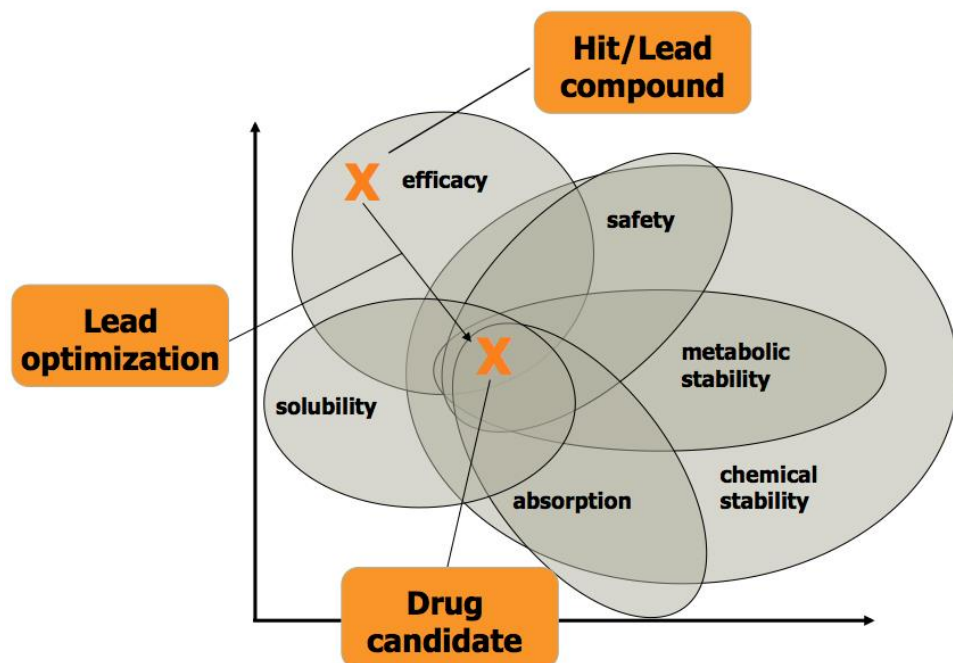 Hit/Lead
compound
X
efficacy
safety
Lead
optimization
X
metabolic
stability
solubility
chemical
stability
absorption
Drug
candidate